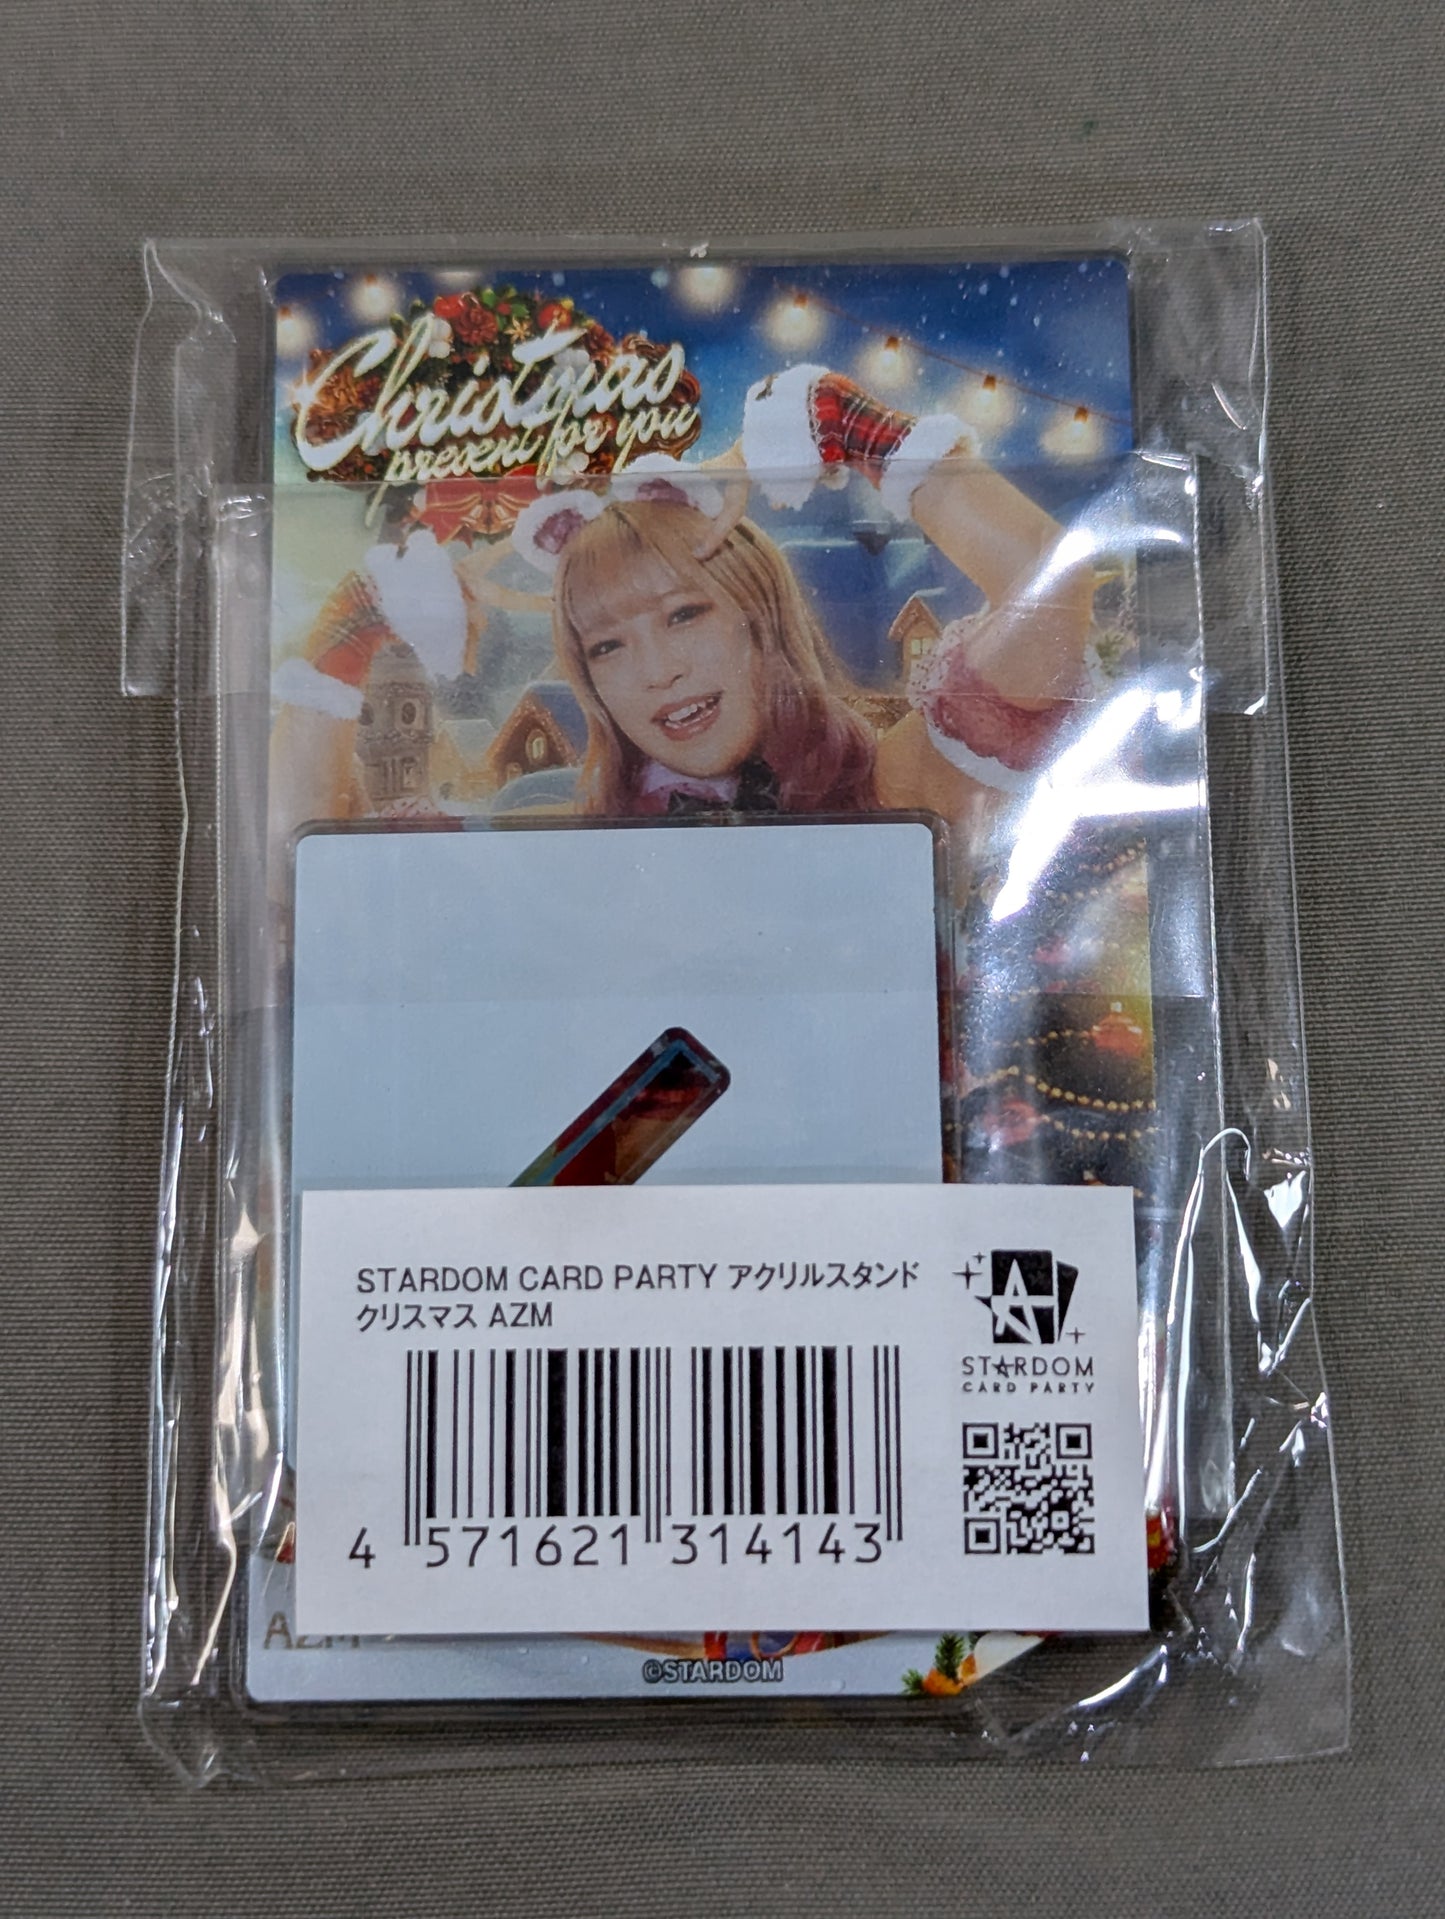 Christmas
present for you
STARDOM CARD PARTY アクリルスタンド
クリスマス AZM
STARDOM
CARD PARTY
4 571621 314143
AZM
©STARDOM